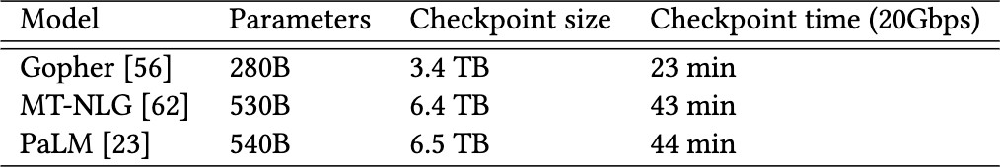 Model Parameters Checkpoint size Checkpoint time (20Gbps)
Gopher [56] 280B 3.4 TB 23 min
MT-NLG [62] 530B 6.4 TB 43 min
PaLM [23] 540B 6.5 TB 44 min